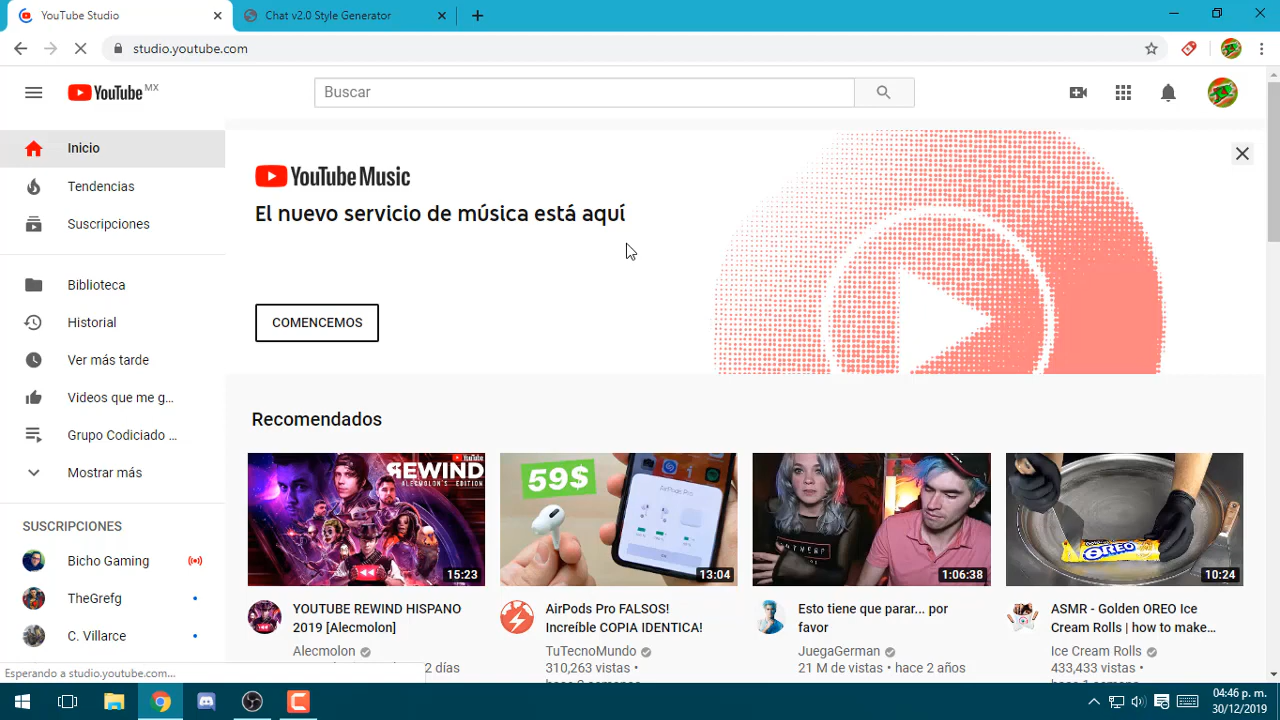 YouTube Studio
Chat v2.0 Style Generator
studio.youtube.com
YouTube MX
Buscar
Inicio
Tendencias
Suscripciones
Biblioteca
Historial
Ver más tarde
Videos que me g...
Grupo Codiciado ...
Mostrar más
SUSCRIPCIONES
Bicho Gaming
TheGrefg
C. Villarce
YouTube Music
El nuevo servicio de música está aquí
COMENCEMOS
Recomendados
YouTube
REWIND
ALECMOLON'S EDITION
15:23
YOUTUBE REWIND HISPANO
2019 [Alecmolon]
Alecmolon
2 días
59$
AirPods Pro
13:04
AirPods Pro FALSOS!
Increíble COPIA IDENTICA!
TuTecnoMundo
310,263 vistas •
1:06:38
Esto tiene que parar... por
favor
JuegaGerman
21 M de vistas • hace 2 años
OREO
10:24
ASMR - Golden OREO Ice
Cream Rolls | how to make...
Ice Cream Rolls
433,433 vistas •
Esperando a studio.youtube.com...
04:46 p. m.
30/12/2019